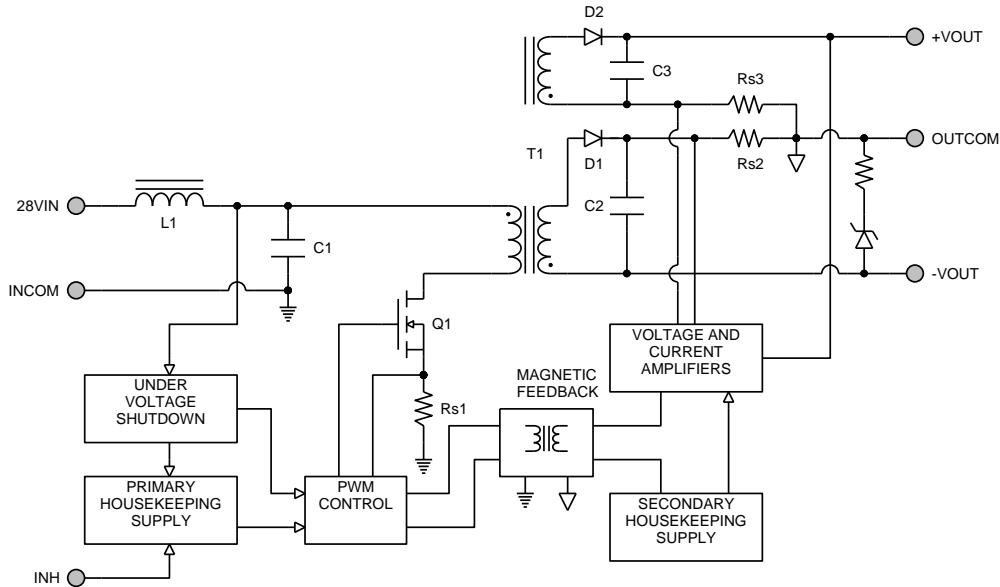 D2
+VOUT
C3
Rs3
OUTCOM
T1
D1
Rs2
28VIN
L1
C2
C1
INCOM
-VOUT
Q1
VOLTAGE AND
CURRENT
AMPLIFIERS
MAGNETIC
FEEDBACK
UNDER
VOLTAGE
SHUTDOWN
Rs1
PRIMARY
HOUSEKEEPING
SUPPLY
PWM
CONTROL
SECONDARY
HOUSEKEEPING
SUPPLY
INH